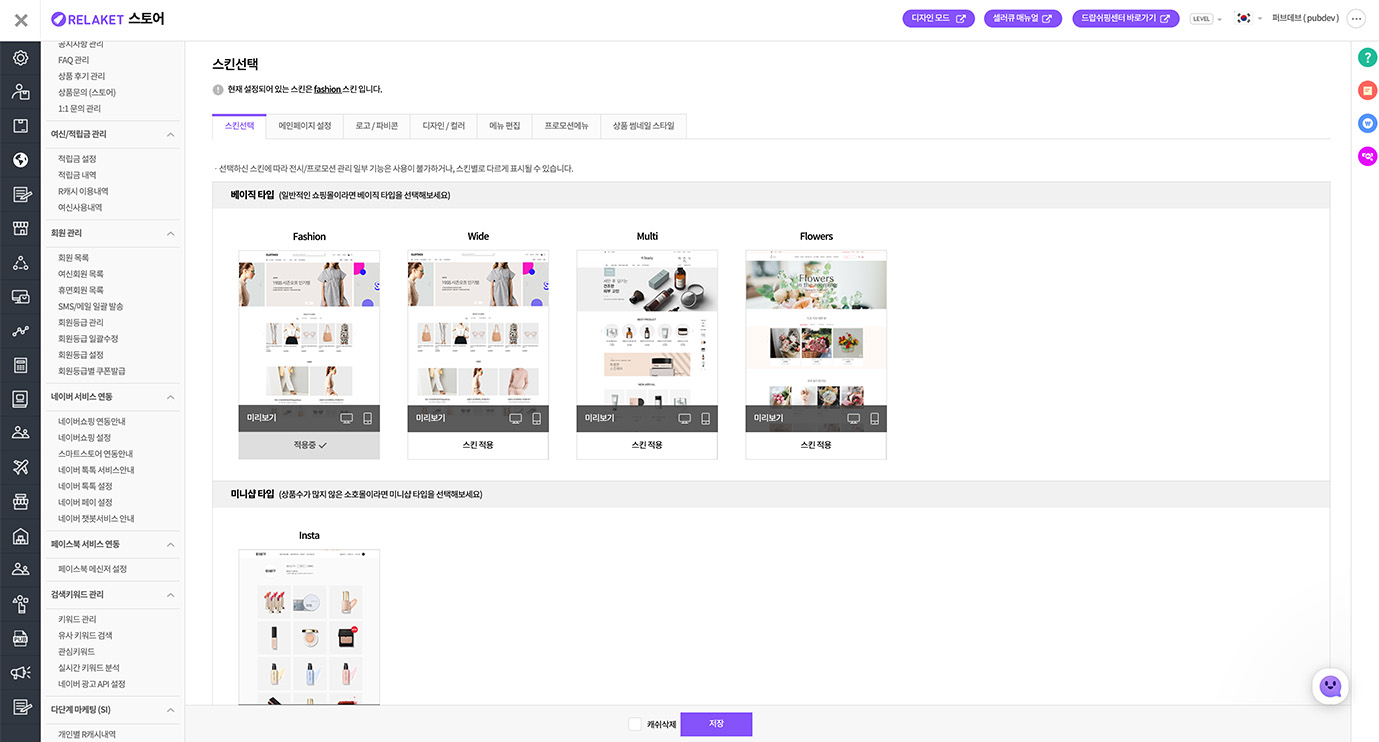 RELAKET 스토어
디자인 모드
셀러큐 매뉴얼
드랍쉬핑센터 바로가기
LEVEL
퍼브데브 ( pubdev )
공지사항 관리
FAQ 관리
상품 후기 관리
상품문의 (스토어)
1:1 문의 관리
여신/적립금 관리
적립금 설정
적립금 내역
R캐시 이용내역
여신사용내역
회원 관리
회원 목록
여신회원 목록
휴면회원 목록
SMS/메일 일괄 발송
회원등급 관리
회원등급 일괄수정
회원등급 설정
회원등급별 쿠폰발급
네이버 서비스 연동
네이버쇼핑 연동안내
네이버쇼핑 설정
스마트스토어 연동안내
네이버 톡톡 서비스안내
네이버 톡톡 설정
네이버 페이 설정
네이버 챗봇서비스 안내
페이스북 서비스 연동
페이스북 메신저 설정
검색키워드 관리
키워드 관리
유사 키워드 검색
관심키워드
실시간 키워드 분석
네이버 광고 API 설정
다단계 마케팅 (SI)
개인별 R캐시내역
PUB
스킨선택
현재 설정되어 있는 스킨은 fashion 스킨 입니다.
스킨선택
메인페이지 설정
로고 / 파비콘
디자인 / 컬러
메뉴 편집
프로모션메뉴
상품 썸네일 스타일
· 선택하신 스킨에 따라 전시/프로모션 관리 일부 기능은 사용이 불가하거나, 스킨별로 다르게 표시될 수 있습니다.
베이직 타입 (일반적인 쇼핑몰이라면 베이직 타입을 선택해보세요)
Fashion
Wide
Multi
Flowers
미리보기
미리보기
미리보기
미리보기
적용중
스킨 적용
스킨 적용
스킨 적용
미니샵 타입 (상품수가 많지 않은 소호몰이라면 미니샵 타입을 선택해보세요)
Insta
캐쉬삭제
저장